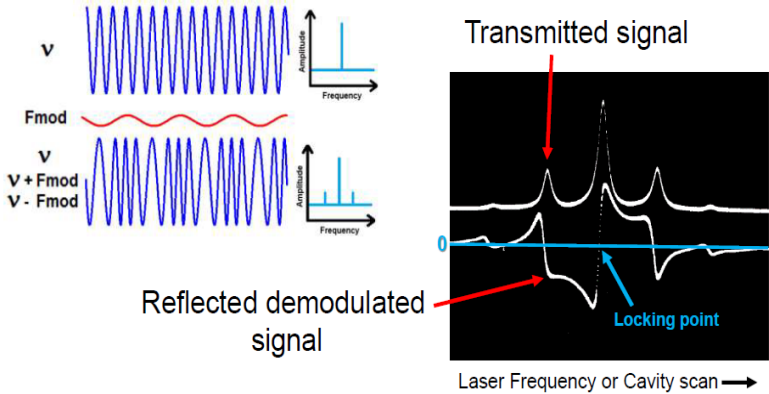 ν
Amplitude
Frequency
Fmod
ν
ν + Fmod
ν - Fmod
Amplitude
Frequency
Transmitted signal
0
Reflected demodulated
signal
Locking point
Laser Frequency or Cavity scan